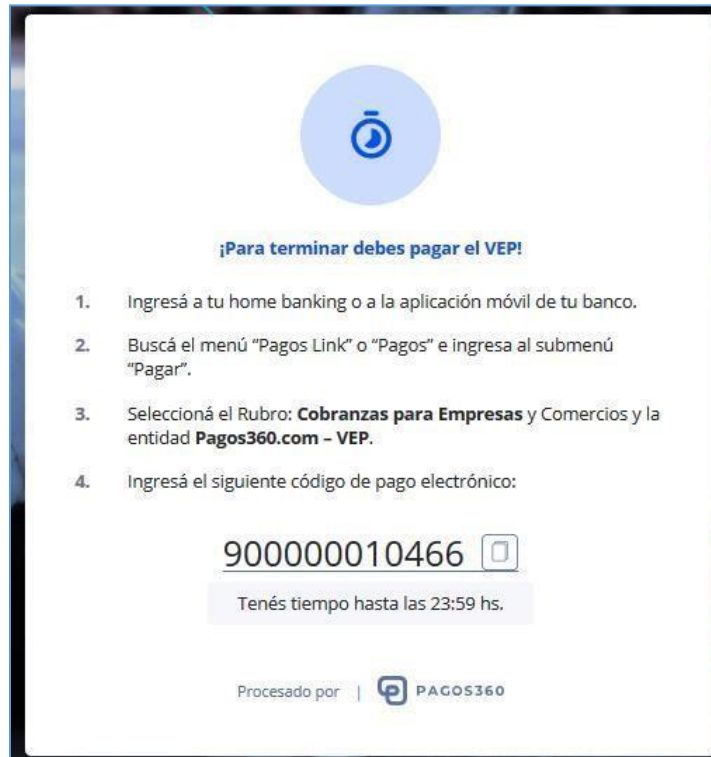 ¡Para terminar debes pagar el VEP!
1. Ingresá a tu home banking o a la aplicación móvil de tu banco.
2. Buscá el menú “Pagos Link” o “Pagos” e ingresa al submenú
“Pagar”.
3. Seleccioná el Rubro: Cobranzas para Empresas y Comercios y la
entidad Pagos360.com – VEP.
4. Ingresá el siguiente código de pago electrónico:
900000010466
Tenés tiempo hasta las 23:59 hs.
Procesado por | PAGOS360